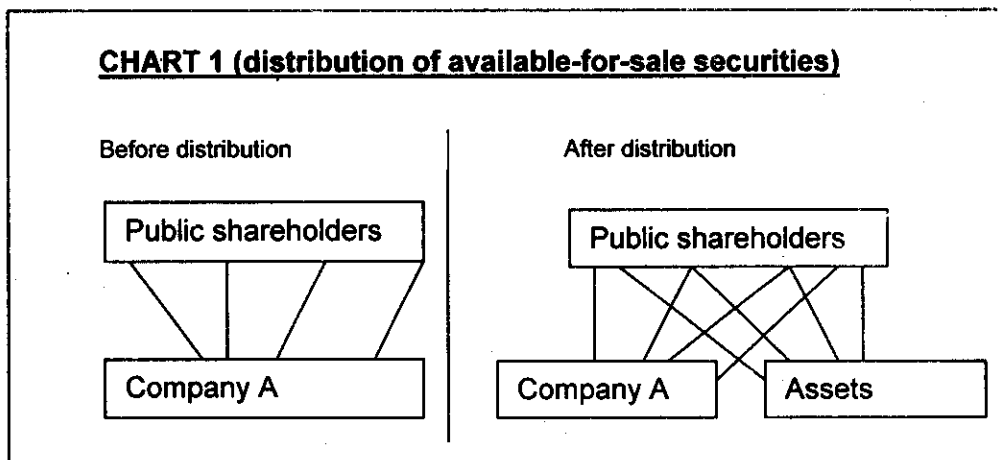 CHART 1 (distribution of available-for-sale securities)
Before distribution
After distribution
Public shareholders
Public shareholders
Company A
Company A
Assets